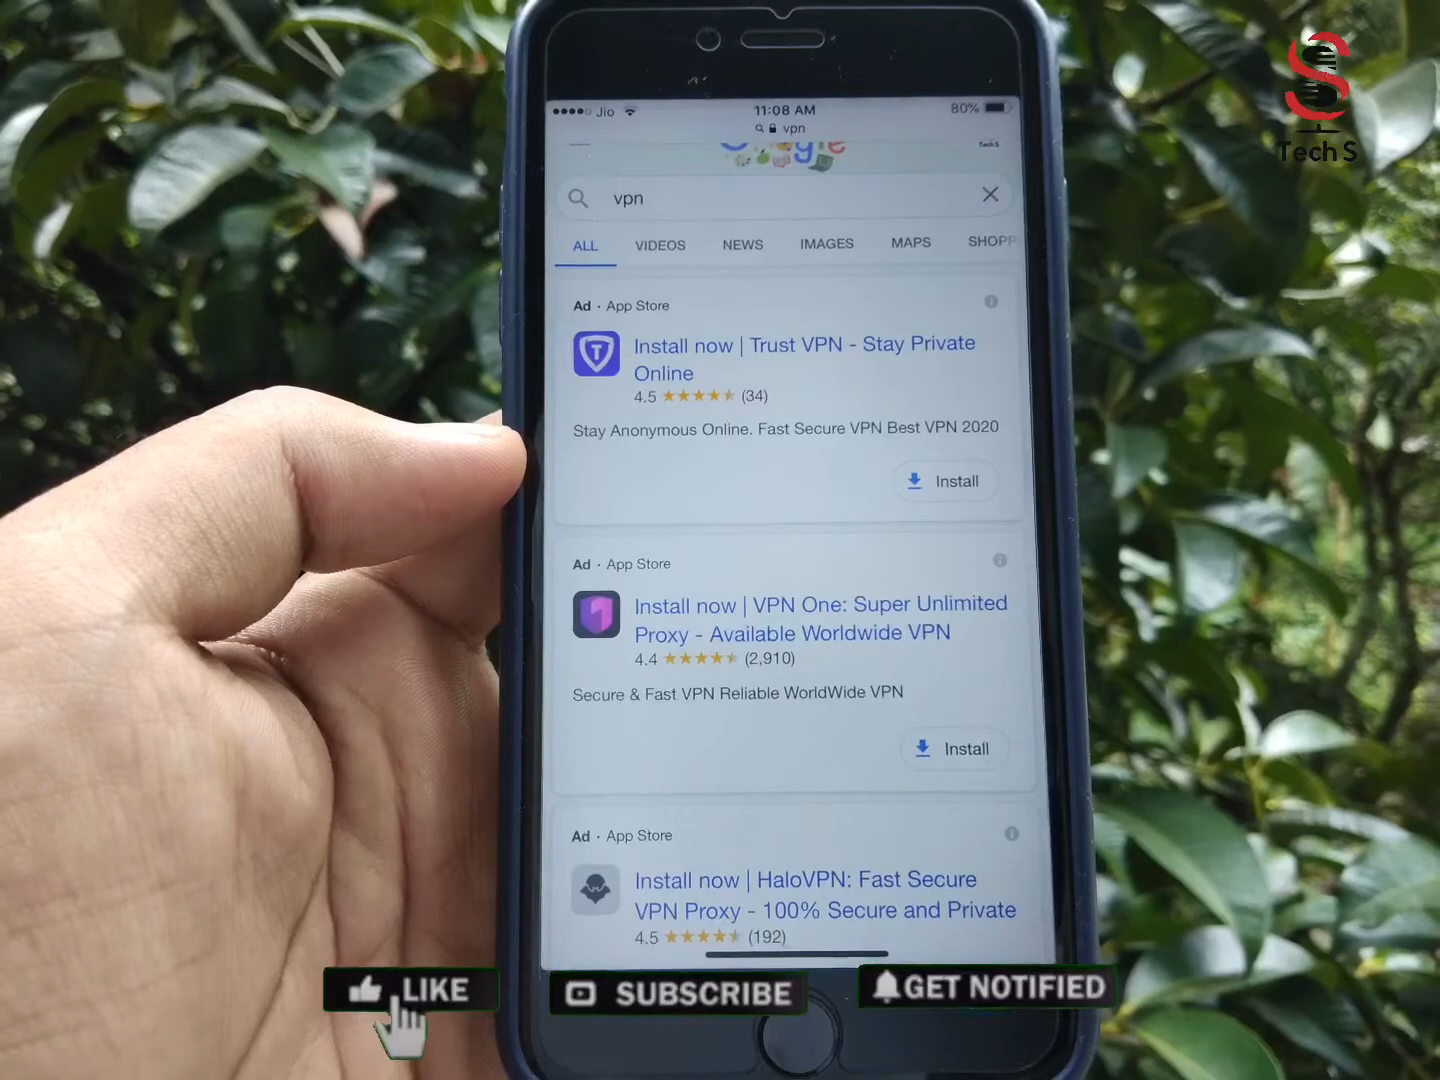 Tech S
Jio 11:08 AM 80%
vpn
Google
Tech S
vpn
ALL VIDEOS NEWS IMAGES MAPS SHOPP
Ad · App Store
Install now | Trust VPN - Stay Private
Online
4.5 (34)
Stay Anonymous Online. Fast Secure VPN Best VPN 2020
Install
Ad · App Store
Install now | VPN One: Super Unlimited
Proxy - Available Worldwide VPN
4.4 (2,910)
Secure & Fast VPN Reliable WorldWide VPN
Install
Ad · App Store
Install now | HaloVPN: Fast Secure
VPN Proxy - 100% Secure and Private
4.5 (192)
LIKE SUBSCRIBE GET NOTIFIED